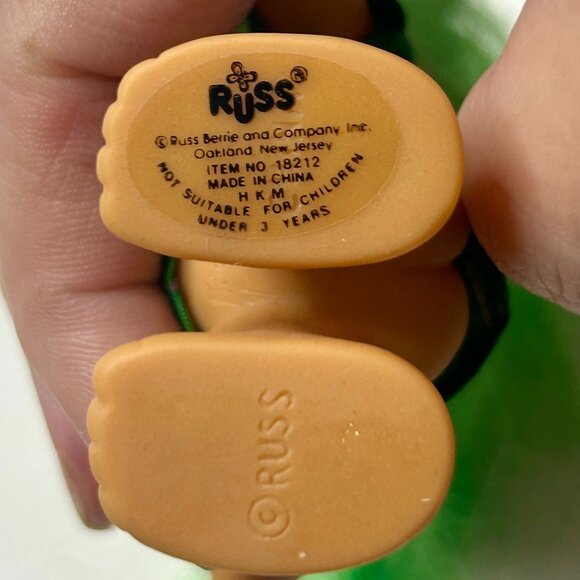 RUSS®
© Russ Berrie and Company Inc.
Oakland, New Jersey
ITEM NO 18212
MADE IN CHINA
H K M
NOT SUITABLE FOR CHILDREN
UNDER 3 YEARS
© RUSS